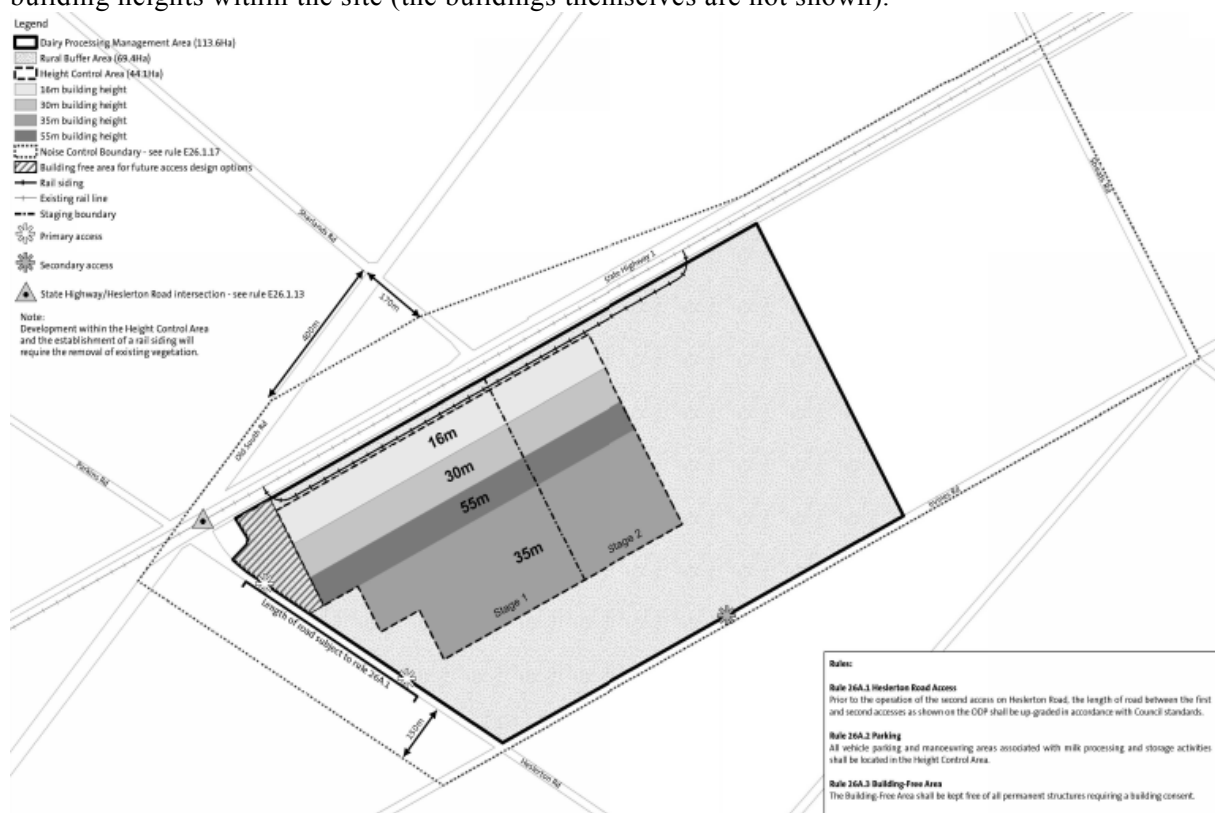 building heights within the site (the buildings themselves are not shown).
Legend
Dairy Processing Management Area (113.6Ha)
Rural Buffer Area (69.4Ha)
Height Control Area (44.1Ha)
16m building height
30m building height
35m building height
55m building height
Noise Control Boundary - see rule E26.1.17
Building free area for future access design options
Rail siding
Existing rail line
Staging boundary
Primary access
Secondary access
State Highway/Heslerton Road intersection - see rule E26.1.13
Note:
Development within the Height Control Area
and the establishment of a rail siding will
require the removal of existing vegetation.
Sharlands Rd
400m
170m
State Highway 1
Sheats Rd
Old South Rd
Parkins Rd
16m
30m
55m
35m
Stage 1
Stage 2
Length of road subject to rule 26A.1
150m
Heslerton Rd
Rules:
Rule 26A.1 Heslerton Road Access
Prior to the operation of the second access on Heslerton Road, the length of road between the first
and second accesses as shown on the ODP shall be up-graded in accordance with Council standards.
Rule 26A.2 Parking
All vehicle parking and manoeuvring areas associated with milk processing and storage activities
shall be located in the Height Control Area.
Rule 26A.3 Building-Free Area
The Building-Free Area shall be kept free of all permanent structures requiring a building consent.